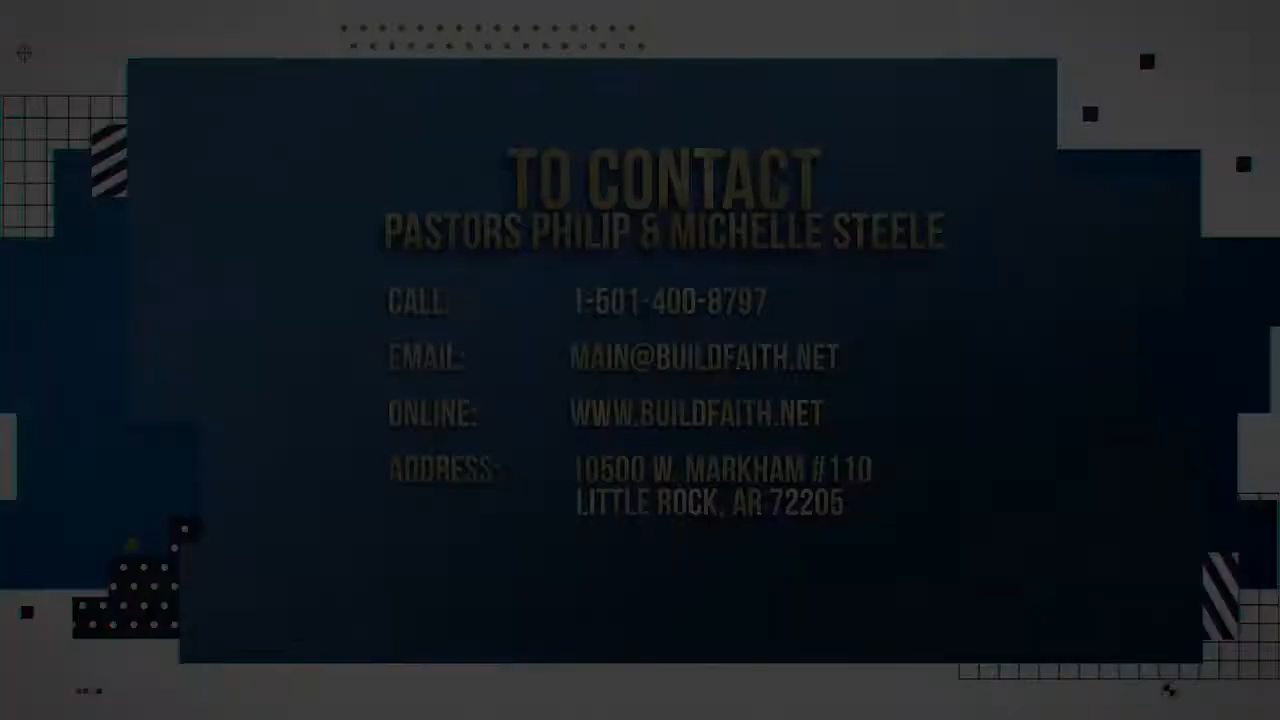 TO CONTACT
PASTORS PHILIP & MICHELLE STEELE
CALL: 1-501-400-8797
EMAIL: MAIN@BUILDFAITH.NET
ONLINE: WWW.BUILDFAITH.NET
ADDRESS: 10500 W. MARKHAM #110
LITTLE ROCK, AR 72205